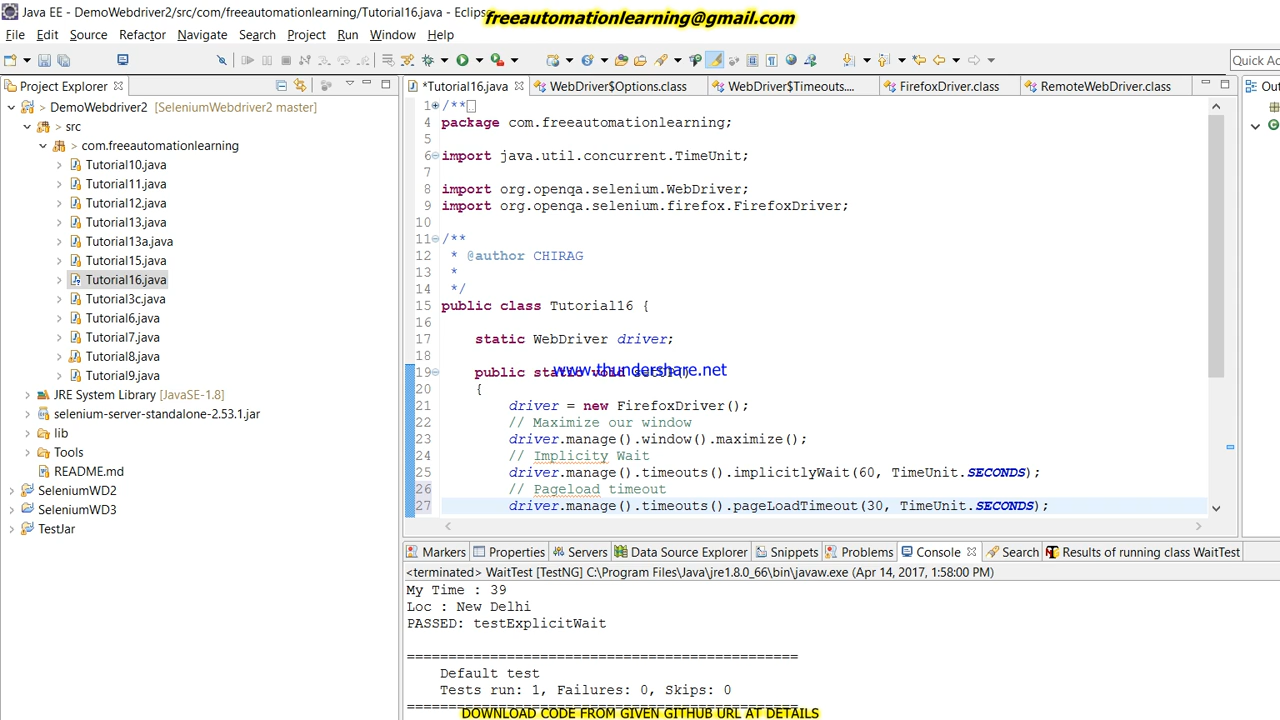 Java EE - DemoWebdriver2/src/com/freeautomationlearning/Tutorial16.java - Eclipse
freeautomationlearning@gmail.com
File Edit Source Refactor Navigate Search Project Run Window Help
Quick Ac
Project Explorer
*Tutorial16.java WebDriver$Options.class WebDriver$Timeouts.... FirefoxDriver.class RemoteWebDriver.class
Out
DemoWebdriver2 [SeleniumWebdriver2 master]
> src
> com.freeautomationlearning
Tutorial10.java
Tutorial11.java
Tutorial12.java
Tutorial13.java
Tutorial13a.java
Tutorial15.java
Tutorial16.java
Tutorial3c.java
Tutorial6.java
Tutorial7.java
Tutorial8.java
Tutorial9.java
JRE System Library [JavaSE-1.8]
selenium-server-standalone-2.53.1.jar
lib
Tools
README.md
SeleniumWD2
SeleniumWD3
TestJar
1 /**
4 package com.freeautomationlearning;
5
6 import java.util.concurrent.TimeUnit;
7
8 import org.openqa.selenium.WebDriver;
9 import org.openqa.selenium.firefox.FirefoxDriver;
10
11 /**
12 * @author CHIRAG
13 *
14 */
15 public class Tutorial16 {
16
17 static WebDriver driver;
18
19 public static void
www.thundershare.net
20 {
21 driver = new FirefoxDriver();
22 // Maximize our window
23 driver.manage().window().maximize();
24 // Implicity Wait
25 driver.manage().timeouts().implicitlyWait(60, TimeUnit.SECONDS);
26 // Pageload timeout
27 driver.manage().timeouts().pageLoadTimeout(30, TimeUnit.SECONDS);
Markers Properties Servers Data Source Explorer Snippets Problems Console Search Results of running class WaitTest
<terminated> WaitTest [TestNG] C:\Program Files\Java\jre1.8.0_66\bin\javaw.exe (Apr 14, 2017, 1:58:00 PM)
My Time : 39
Loc : New Delhi
PASSED: testExplicitWait
===============================================
Default test
Tests run: 1, Failures: 0, Skips: 0
===============================================
DOWNLOAD CODE FROM GIVEN GITHUB URL AT DETAILS